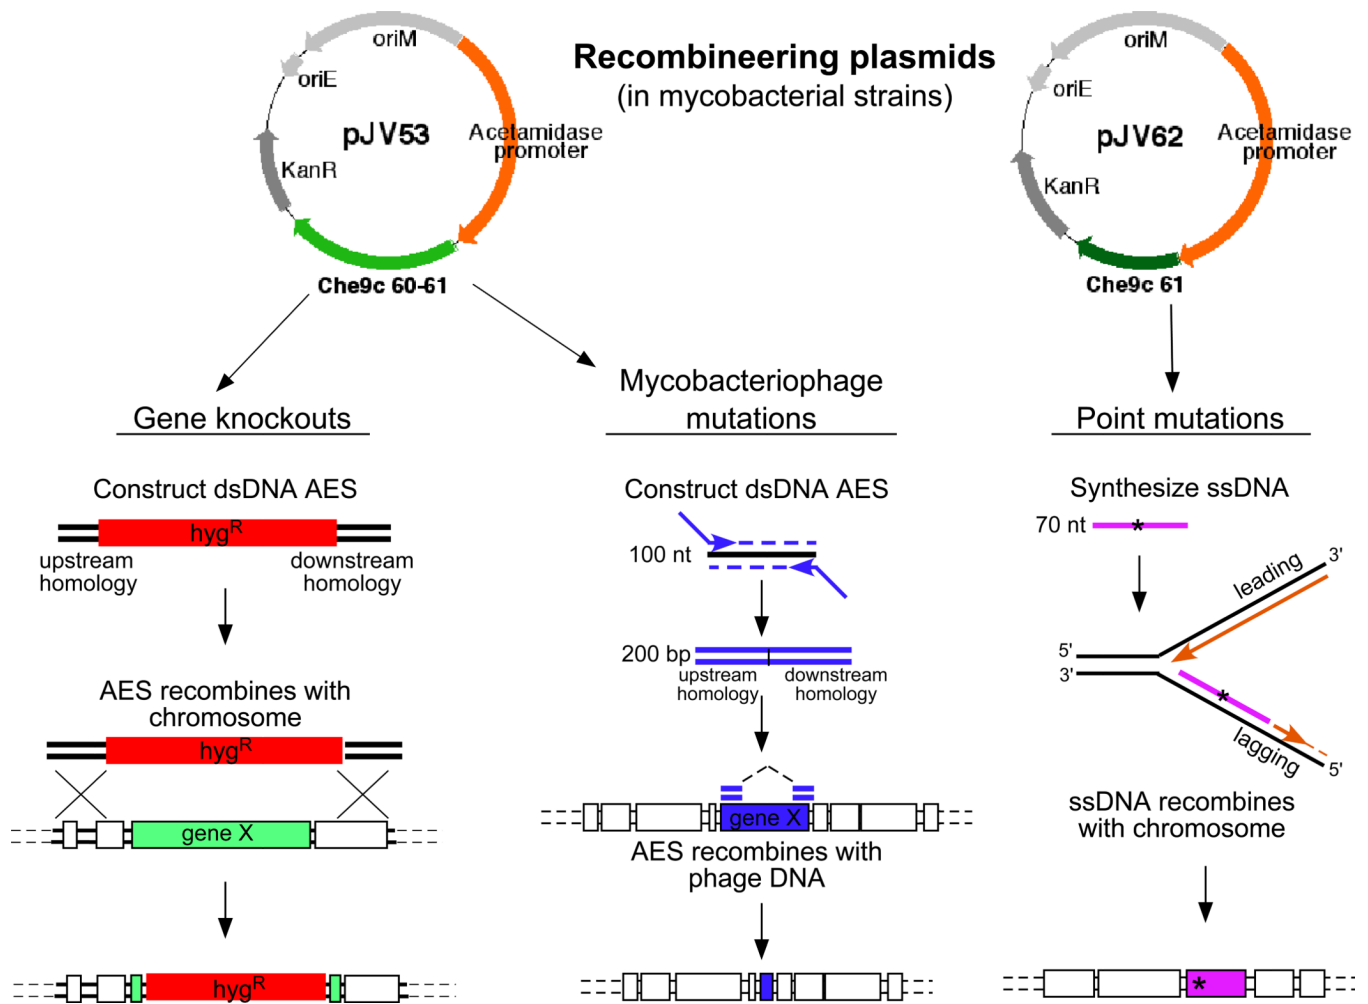 Recombineering plasmids
(in mycobacterial strains)
oriM
oriE
pJV53
Acetamidase
promoter
KanR
Che9c 60-61
oriM
oriE
pJV62
Acetamidase
promoter
KanR
Che9c 61
Gene knockouts
Construct dsDNA AES
hygR
upstream
homology
downstream
homology
AES recombines with
chromosome
hygR
gene X
hygR
Mycobacteriophage
mutations
Construct dsDNA AES
100 nt
200 bp
upstream
homology
downstream
homology
gene X
AES recombines with
phage DNA
Point mutations
Synthesize ssDNA
70 nt
*
leading
3'
5'
3'
*
lagging
5'
ssDNA recombines
with chromosome
*